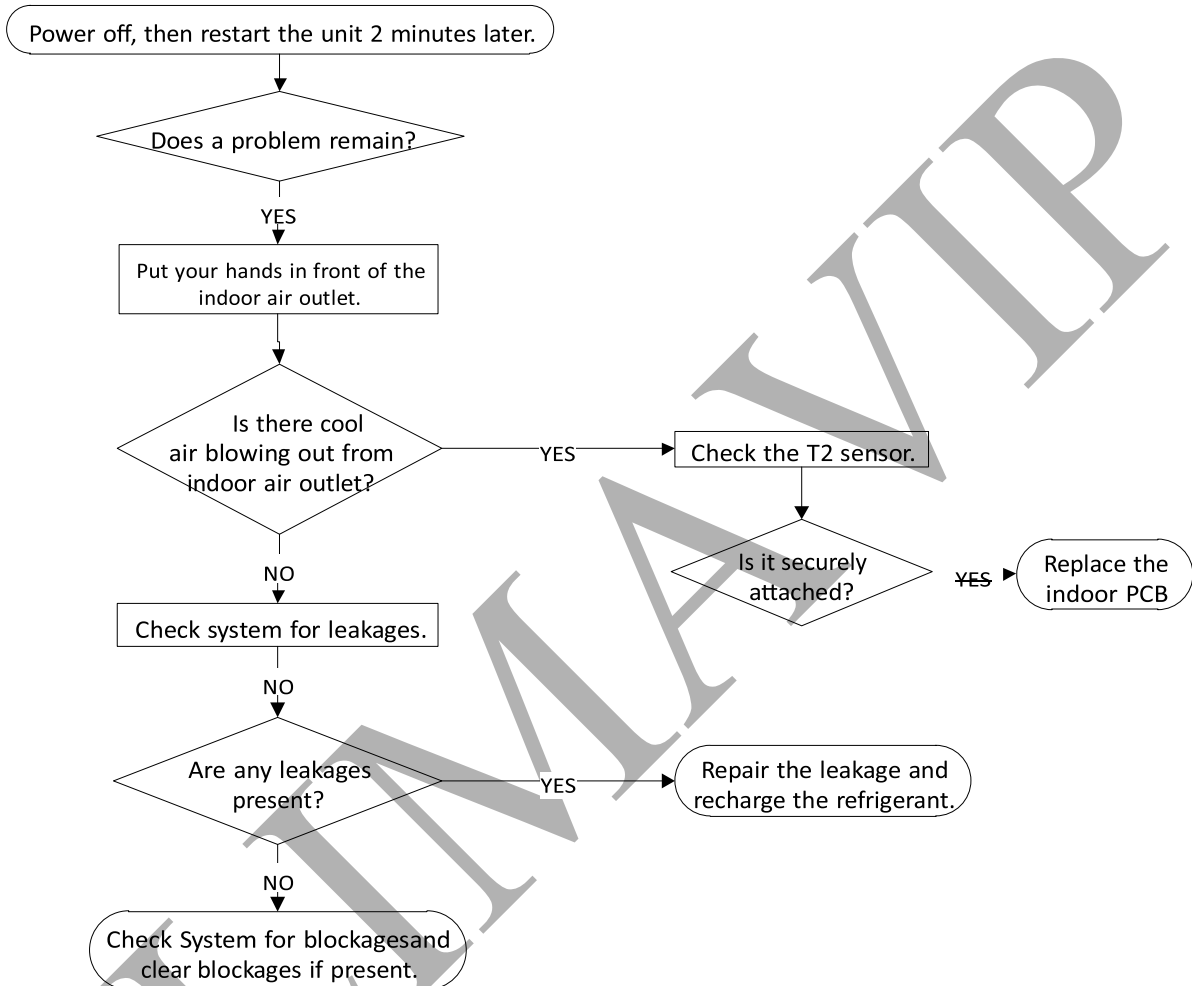 Power off, then restart the unit 2 minutes later.
Does a problem remain?
YES
Put your hands in front of the
indoor air outlet.
Is there cool
air blowing out from
indoor air outlet?
YES
Check the T2 sensor.
Is it securely
attached?
YES
Replace the
indoor PCB
NO
Check system for leakages.
NO
Are any leakages
present?
YES
Repair the leakage and
recharge the refrigerant.
NO
Check System for blockagesand
clear blockages if present.
IMAVIP